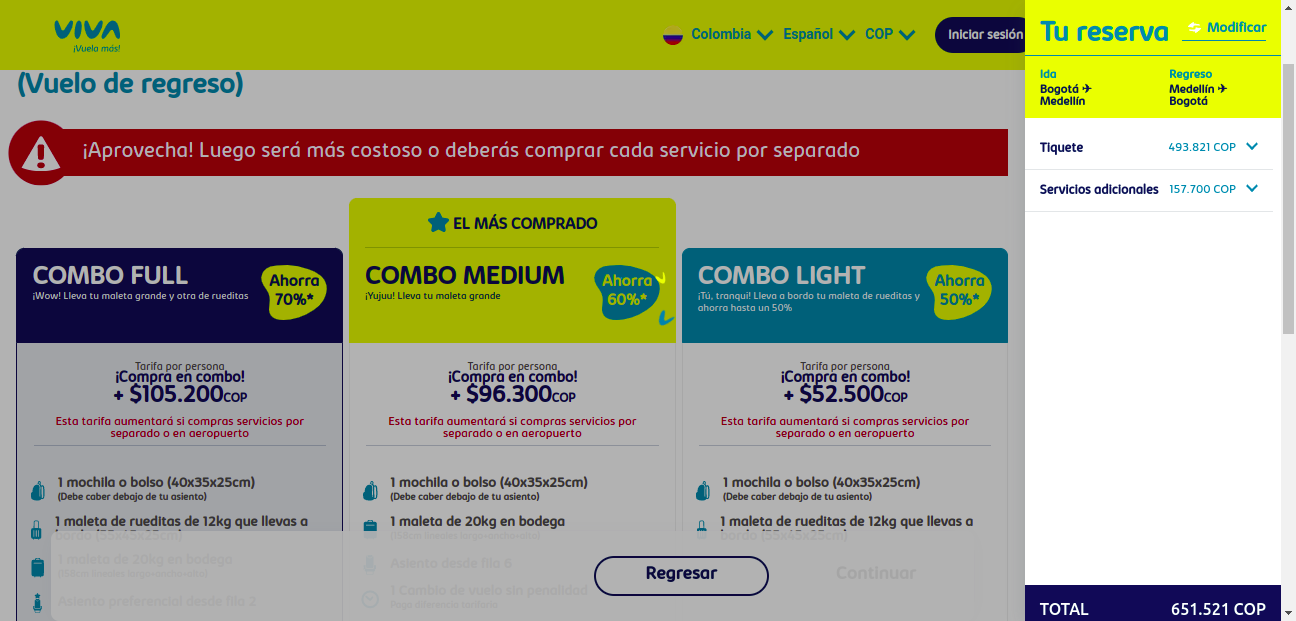 VIVA
¡Vuela más!
Colombia
Español
COP
Iniciar sesión
(Vuelo de regreso)
¡Aprovecha! Luego será más costoso o deberás comprar cada servicio por separado
COMBO FULL
¡Wow! Lleva tu maleta grande y otra de rueditas
Ahorra
70%*
Tarifa por persona
¡Compra en combo!
+ $105.200COP
Esta tarifa aumentará si compras servicios por
separado o en aeropuerto
1 mochila o bolso (40x35x25cm)
(Debe caber debajo de tu asiento)
1 maleta de rueditas de 12kg que llevas a
bordo (55x45x25cm)
1 maleta de 20kg en bodega
(158cm lineales largo+ancho+alto)
Asiento preferencial desde fila 2
EL MÁS COMPRADO
COMBO MEDIUM
¡Yujuu! Lleva tu maleta grande
Ahorra
60%*
Tarifa por persona
¡Compra en combo!
+ $96.300COP
Esta tarifa aumentará si compras servicios por
separado o en aeropuerto
1 mochila o bolso (40x35x25cm)
(Debe caber debajo de tu asiento)
1 maleta de 20kg en bodega
(158cm lineales largo+ancho+alto)
Asiento desde fila 6
1 Cambio de vuelo sin penalidad
Paga diferencia tarifaria
COMBO LIGHT
¡Tú, tranqui! Lleva a bordo tu maleta de rueditas y
ahorra hasta un 50%
Ahorra
50%*
Tarifa por persona
¡Compra en combo!
+ $52.500COP
Esta tarifa aumentará si compras servicios por
separado o en aeropuerto
1 mochila o bolso (40x35x25cm)
(Debe caber debajo de tu asiento)
1 maleta de rueditas de 12kg que llevas a
bordo (55x45x25cm)
Regresar
Continuar
Tu reserva
Modificar
Ida
Bogotá ✈
Medellín
Regreso
Medellín ✈
Bogotá
Tiquete 493.821 COP
Servicios adicionales 157.700 COP
TOTAL 651.521 COP